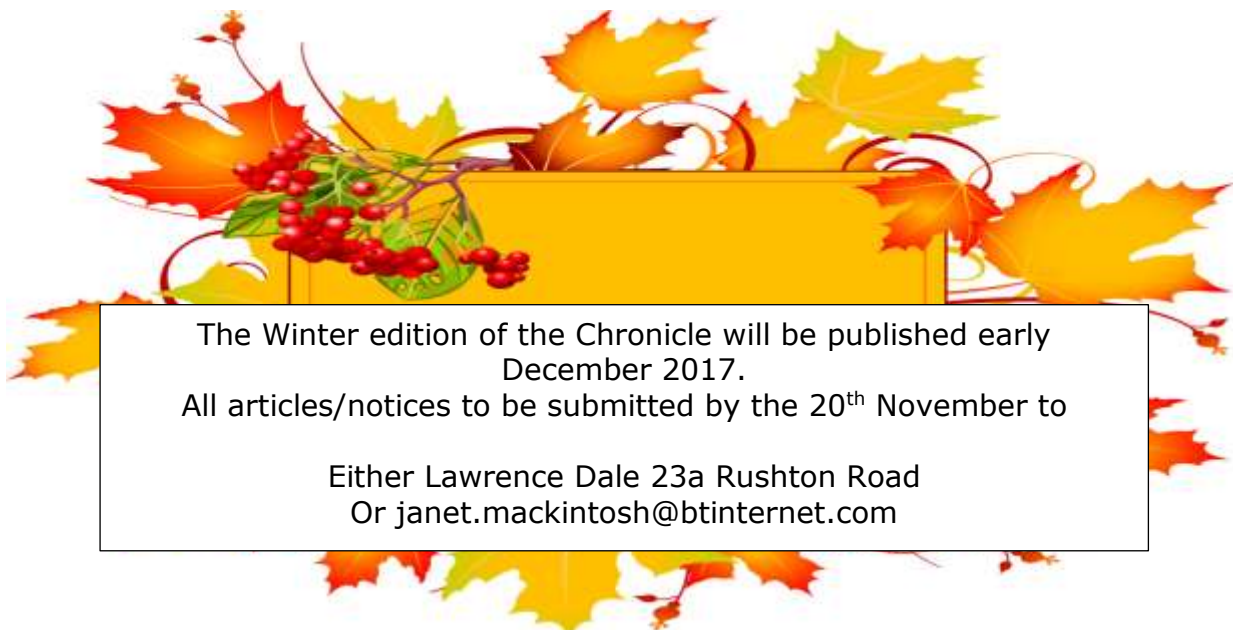 The Winter edition of the Chronicle will be published early
December 2017.
All articles/notices to be submitted by the 20th November to
Either Lawrence Dale 23a Rushton Road
Or janet.mackintosh@btinternet.com